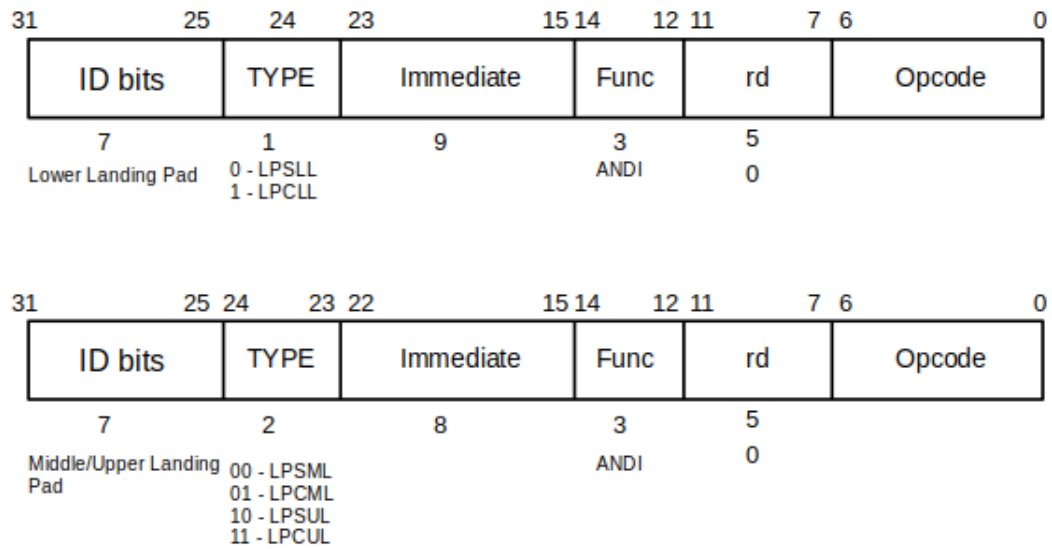 31 25 24 23 15 14 12 11 7 6 0
ID bits TYPE Immediate Func rd Opcode
7 1 9 3 5
Lower Landing Pad 0 - LPSLL ANDI 0
1 - LPCLL
31 25 24 23 22 15 14 12 11 7 6 0
ID bits TYPE Immediate Func rd Opcode
7 2 8 3 5
Middle/Upper Landing 00 - LPSML ANDI 0
Pad 01 - LPCML
10 - LPSUL
11 - LPCUL